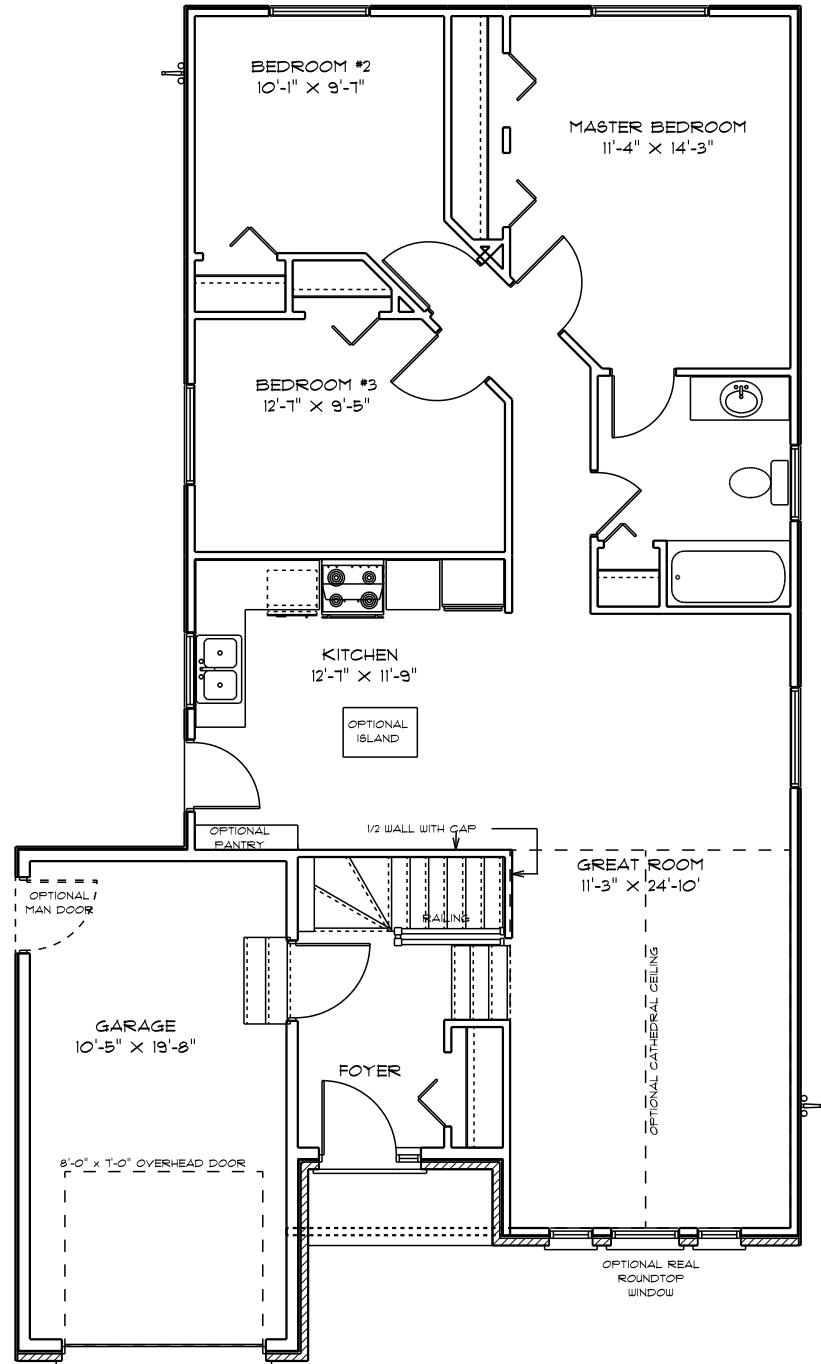 BEDROOM #2
10'-1" X 9'-7"
MASTER BEDROOM
11'-4" X 14'-3"
BEDROOM #3
12'-7" X 9'-5"
KITCHEN
12'-7" X 11'-9"
OPTIONAL
ISLAND
OPTIONAL
PANTRY
1/2 WALL WITH CAP
GREAT ROOM
11'-3" X 24'-10'
OPTIONAL
MAN DOOR
RAILING
OPTIONAL CATHEDRAL CEILING
GARAGE
10'-5" X 19'-8"
FOYER
8'-0" x 7'-0" OVERHEAD DOOR
OPTIONAL REAL
ROUNDTOP
WINDOW